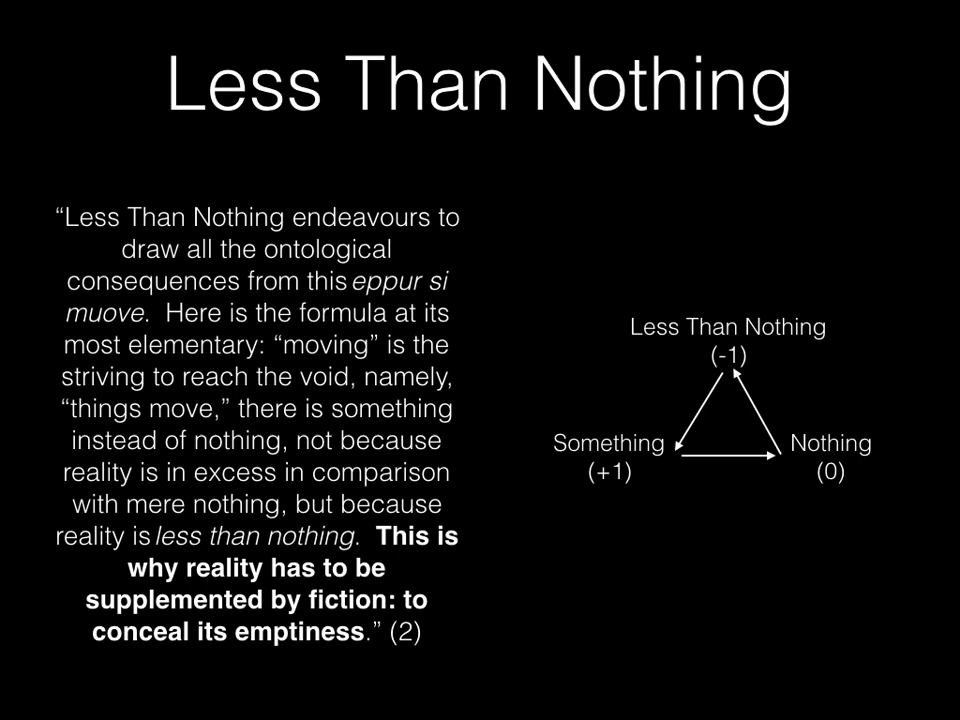 Less Than Nothing
“Less Than Nothing endeavours to
draw all the ontological
consequences from this eppur si
muove.  Here is the formula at its
most elementary: “moving” is the
striving to reach the void, namely,
“things move,” there is something
instead of nothing, not because
reality is in excess in comparison
with mere nothing, but because
reality is less than nothing.  This is
why reality has to be
supplemented by fiction: to
conceal its emptiness.” (2)
Less Than Nothing
(-1)
Something
(+1)
Nothing
(0)